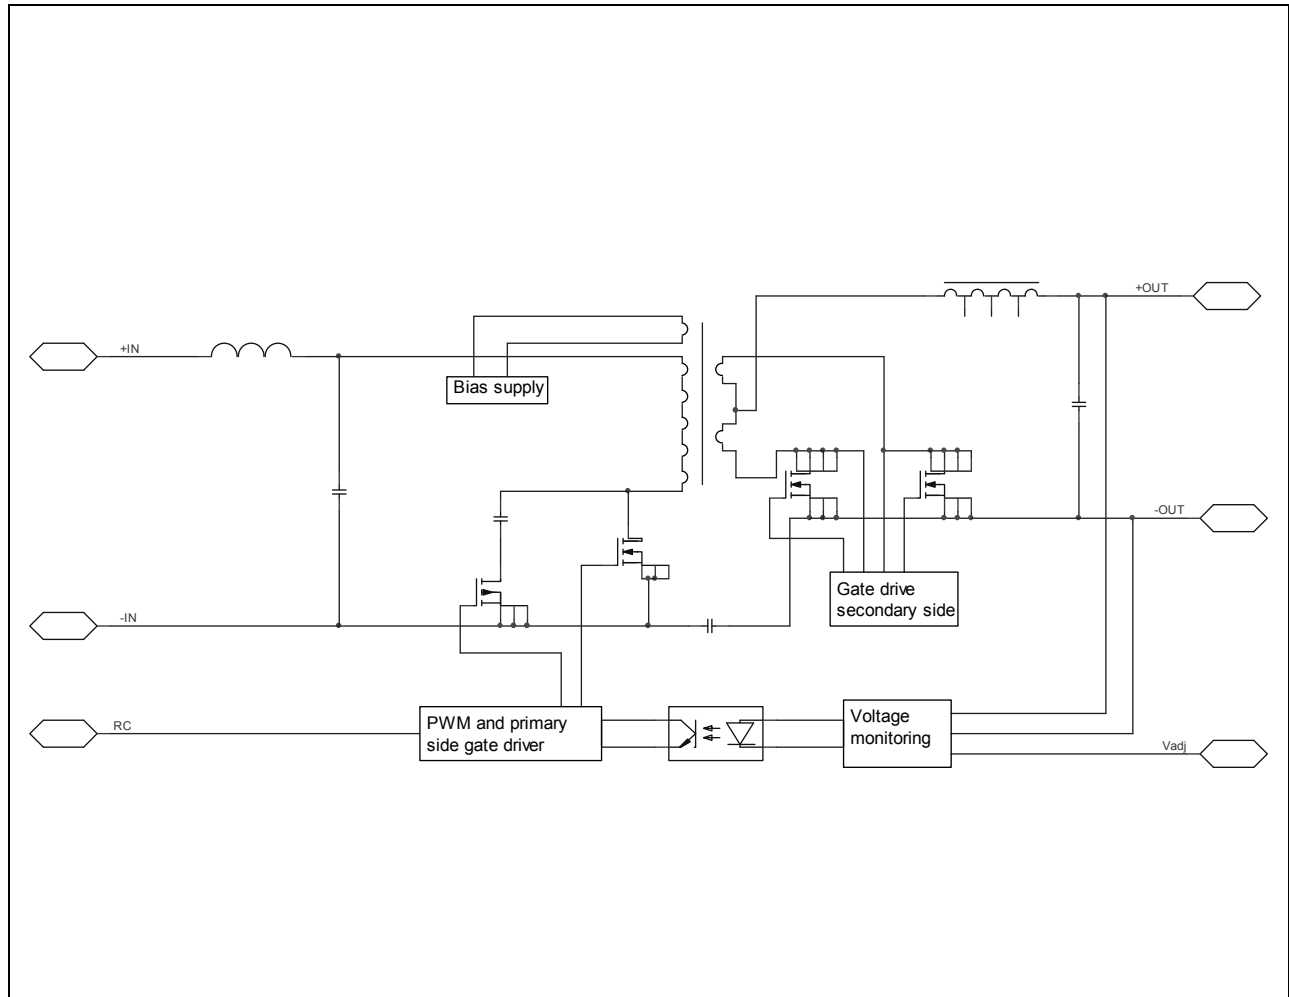 +OUT
+IN
Bias supply
-OUT
Gate drive
secondary side
-IN
RC
PWM and primary
side gate driver
Voltage
monitoring
Vadj